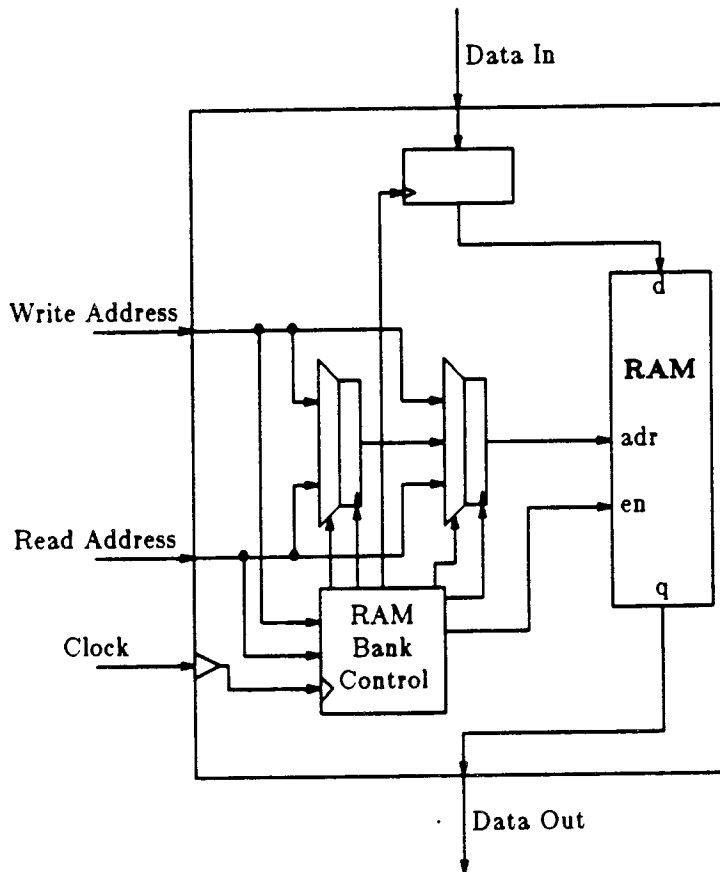 Data In
d
Write Address
RAM
adr
en
Read Address
q
RAM
Bank
Control
Clock
Data Out